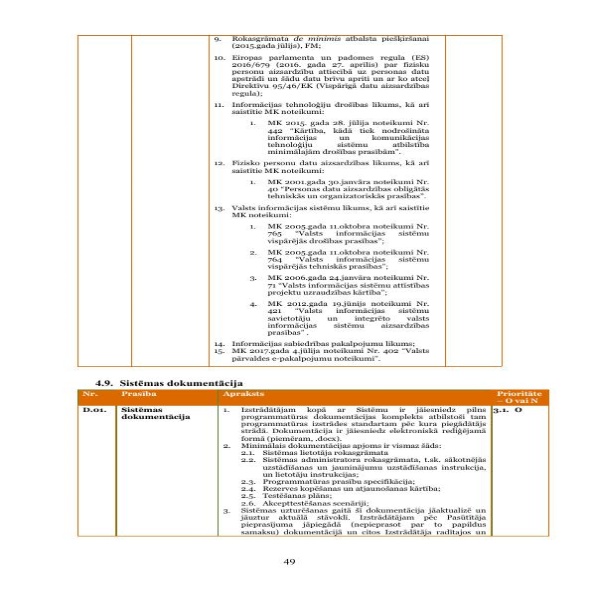 9. Rokasgrāmata de minimis atbalsta piešķiršanai
(2015.gada jūlijs), FM;
10. Eiropas parlamenta un padomes regula (ES)
2016/679 (2016. gada 27. aprīlis) par fizisku
personu aizsardzību attiecībā uz personas datu
apstrādi un šādu datu brīvu apriti un ar ko atceļ
Direktīvu 95/46/EK (Vispārīgā datu aizsardzības
regula);
11. Informācijas tehnoloģiju drošības likums, kā arī
saistītie MK noteikumi:
1. MK 2015. gada 28. jūlija noteikumi Nr.
442 "Kārtība, kādā tiek nodrošināta
informācijas un komunikācijas
tehnoloģiju sistēmu atbilstība
minimālajām drošības prasībām".
12. Fizisko personu datu aizsardzības likums, kā arī
saistītie MK noteikumi:
1. MK 2001.gada 30.janvāra noteikumi Nr.
40 "Personas datu aizsardzības obligātās
tehniskās un organizatoriskās prasības".
13. Valsts informācijas sistēmu likums, kā arī saistītie
MK noteikumi:
1. MK 2005.gada 11.oktobra noteikumi Nr.
765 "Valsts informācijas sistēmu
vispārējās drošības prasības";
2. MK 2005.gada 11.oktobra noteikumi Nr.
764 "Valsts informācijas sistēmu
vispārējās tehniskās prasības";
3. MK 2006.gada 24.janvāra noteikumi Nr.
71 "Valsts informācijas sistēmu attīstības
projektu uzraudzības kārtība";
4. MK 2012.gada 19.jūnijs noteikumi Nr.
421 "Valsts informācijas sistēmu
savietotāju un integrēto valsts
informācijas sistēmu aizsardzības
prasības" .
14. Informācijas sabiedrības pakalpojumu likums;
15. MK 2017.gada 4.jūlija noteikumi Nr. 402 "Valsts
pārvaldes e-pakalpojumu noteikumi".
4.9. Sistēmas dokumentācija
Nr. Prasība Apraksts Prioritāte
– O vai N
D.01. Sistēmas
dokumentācija
1. Izstrādātājam kopā ar Sistēmu ir jāiesniedz pilns
programmatūras dokumentācijas komplekts atbilstoši tam
programmatūras izstrādes standartam pēc kura piegādātājs
strādā. Dokumentācija ir jāiesniedz elektroniskā rediģējamā
formā (piemēram, .docx).
2. Minimālais dokumentācijas apjoms ir vismaz šāds:
2.1. Sistēmas lietotāja rokasgrāmata
2.2. Sistēmas administratora rokasgrāmata, t.sk. sākotnējās
uzstādīšanas un jauninājumu uzstādīšanas instrukcija,
un lietotāju instrukcijas;
2.3. Programmatūras prasību specifikācija;
2.4. Rezerves kopēšanas un atjaunošanas kārtība;
2.5. Testēšanas plāns;
2.6. Akcepttestēšanas scenāriji;
3. Sistēmas uzturēšanas gaitā šī dokumentācija jāaktualizē un
jāuztur aktuālā stāvoklī. Izstrādātājam pēc Pasūtītāja
pieprasījuma jāpiegādā (nepieprasot par to papildus
samaksu) dokumentācijā un citos Izstrādātāja radītajos un
3.1. O
49